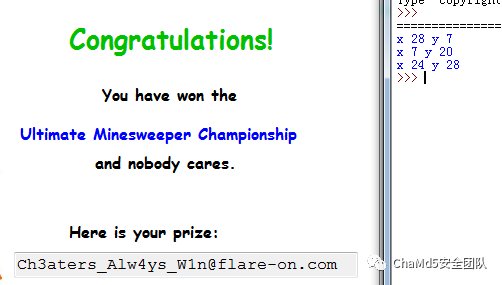 Congratulations!
You have won the
Ultimate Minesweeper Championship
and nobody cares.
Here is your prize:
Ch3aters_Alw4ys_W1n@flare-on.com
Type "copyright
>>>
================
x 28 y 7
x 7 y 20
x 24 y 28
>>>
ChaMd5安全团队